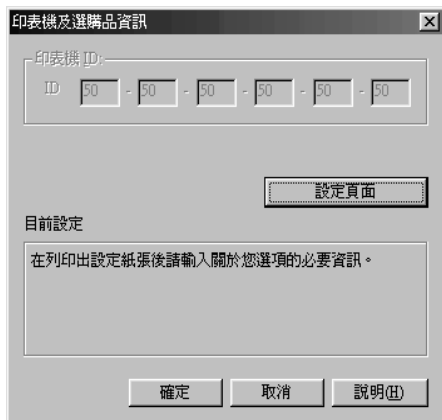 印表機及選購品資訊
印表機 ID:
ID 50 - 50 - 50 - 50 - 50 - 50
設定頁面
目前設定
在列印出設定紙張後請輸入關於您選項的必要資訊。
確定 取消 說明(H)